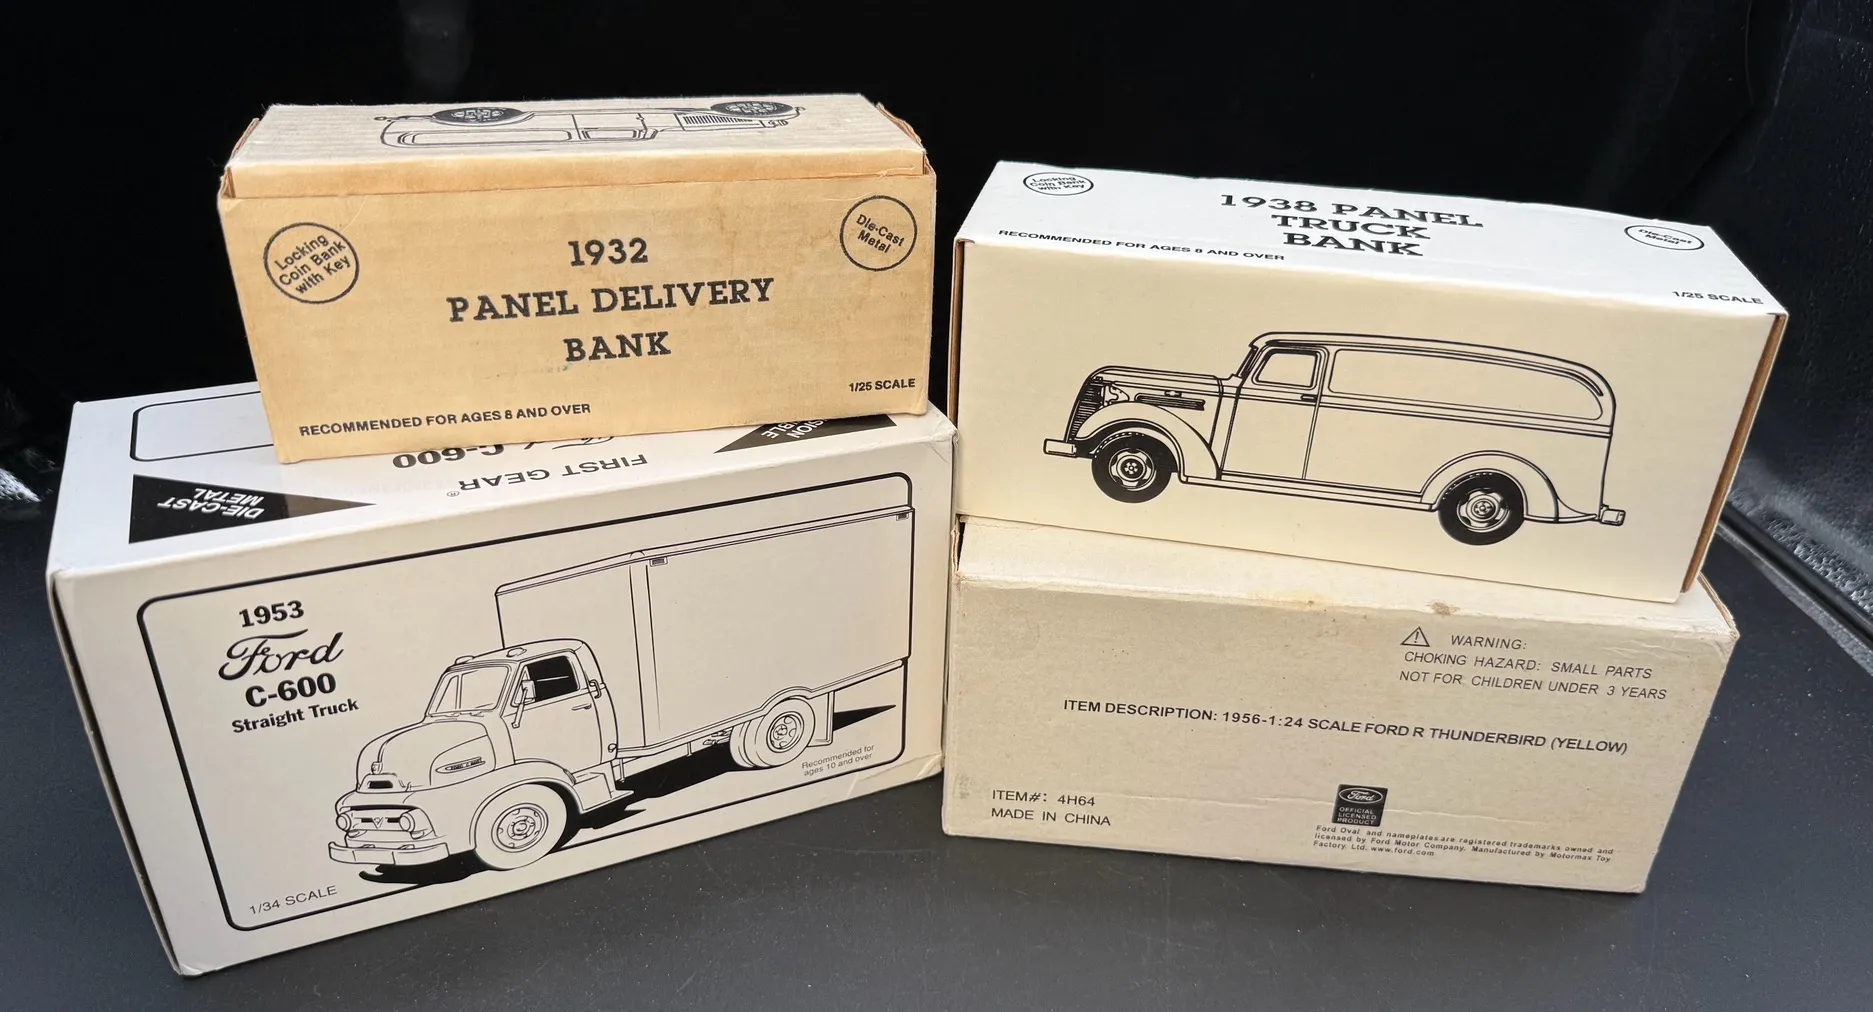 Locking
Coin Bank
with Key
1932
PANEL DELIVERY
BANK
Die-Cast
Metal
1/25 SCALE
RECOMMENDED FOR AGES 8 AND OVER
Locking
Coin Bank
with Key
1938 PANEL
TRUCK
BANK
Die-Cast
Metal
RECOMMENDED FOR AGES 8 AND OVER
1/25 SCALE
DIE-CAST
METAL
C-600
FIRST GEAR®
1953
Ford
C-600
Straight Truck
Recommended for
ages 10 and over
1/34 SCALE
WARNING:
CHOKING HAZARD: SMALL PARTS
NOT FOR CHILDREN UNDER 3 YEARS
ITEM DESCRIPTION: 1956-1:24 SCALE FORD R THUNDERBIRD (YELLOW)
ITEM#: 4H64
MADE IN CHINA
Ford
OFFICIAL
LICENSED
PRODUCT
Ford Oval and nameplates are registered trademarks owned and
licensed by Ford Motor Company. Manufactured by Motormax Toy
Factory Ltd. www.ford.com